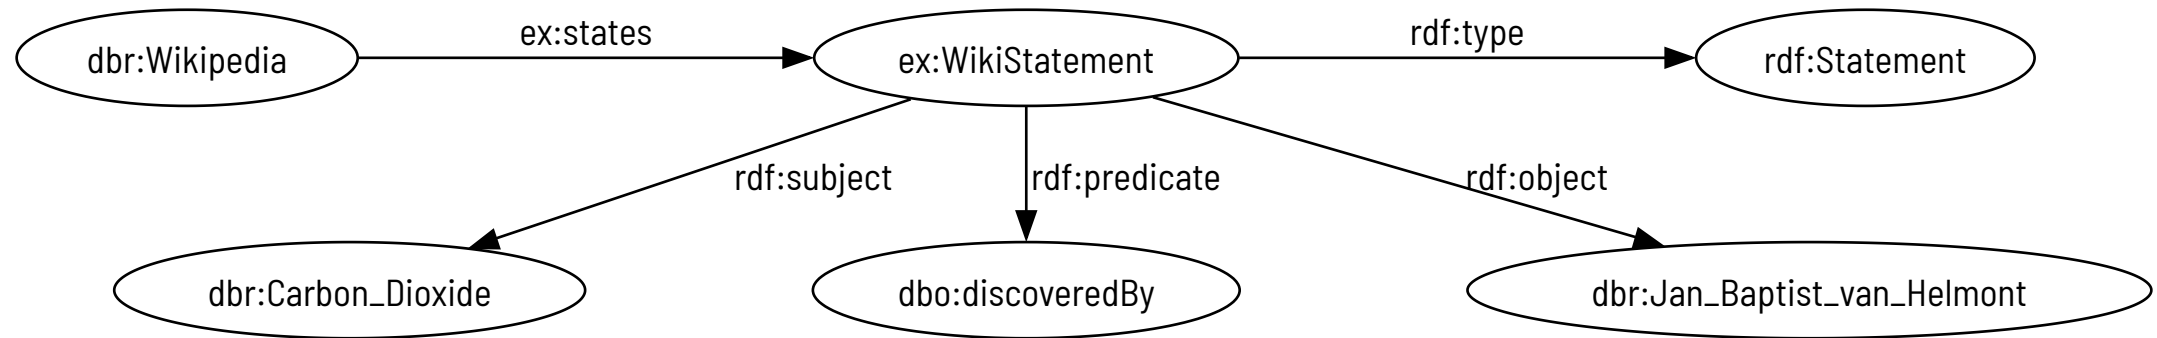 ex:states
rdf:type
dbr:Wikipedia
ex:WikiStatement
rdf:Statement
rdf:subject
rdf:predicate
rdf:object
dbr:Carbon_Dioxide
dbo:discoveredBy
dbr:Jan_Baptist_van_Helmont